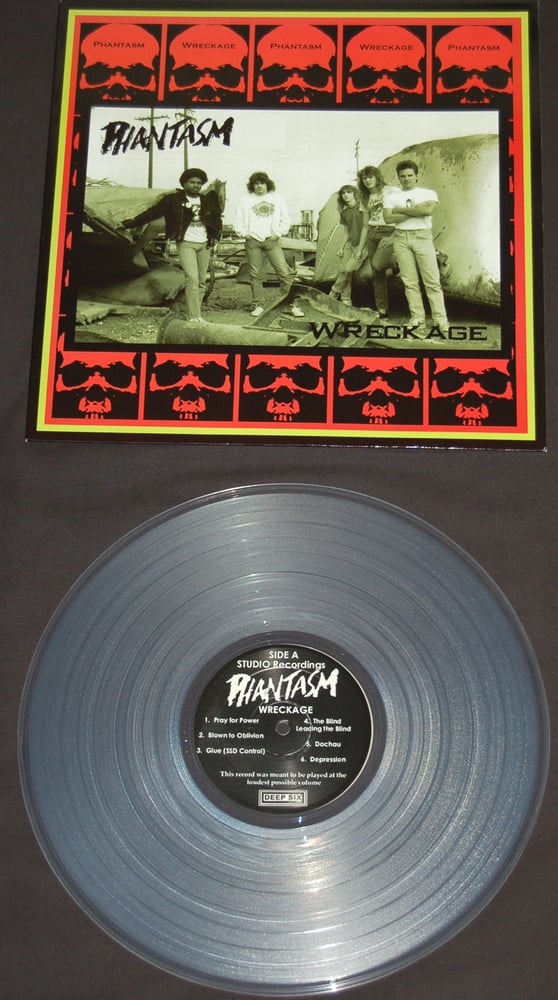 PHANTASM WRECKAGE PHANTASM WRECKAGE PHANTASM
PHANTASM
WRECKAGE
SIDE A
STUDIO Recordings
PHANTASM
WRECKAGE
1. Pray for Power
2. Blown to Oblivion
3. Glue (SSD Control)
4. The Blind
Leading the Blind
5. Dachau
6. Depression
This record was meant to be played at the
loudest possible volume
DEEP SIX